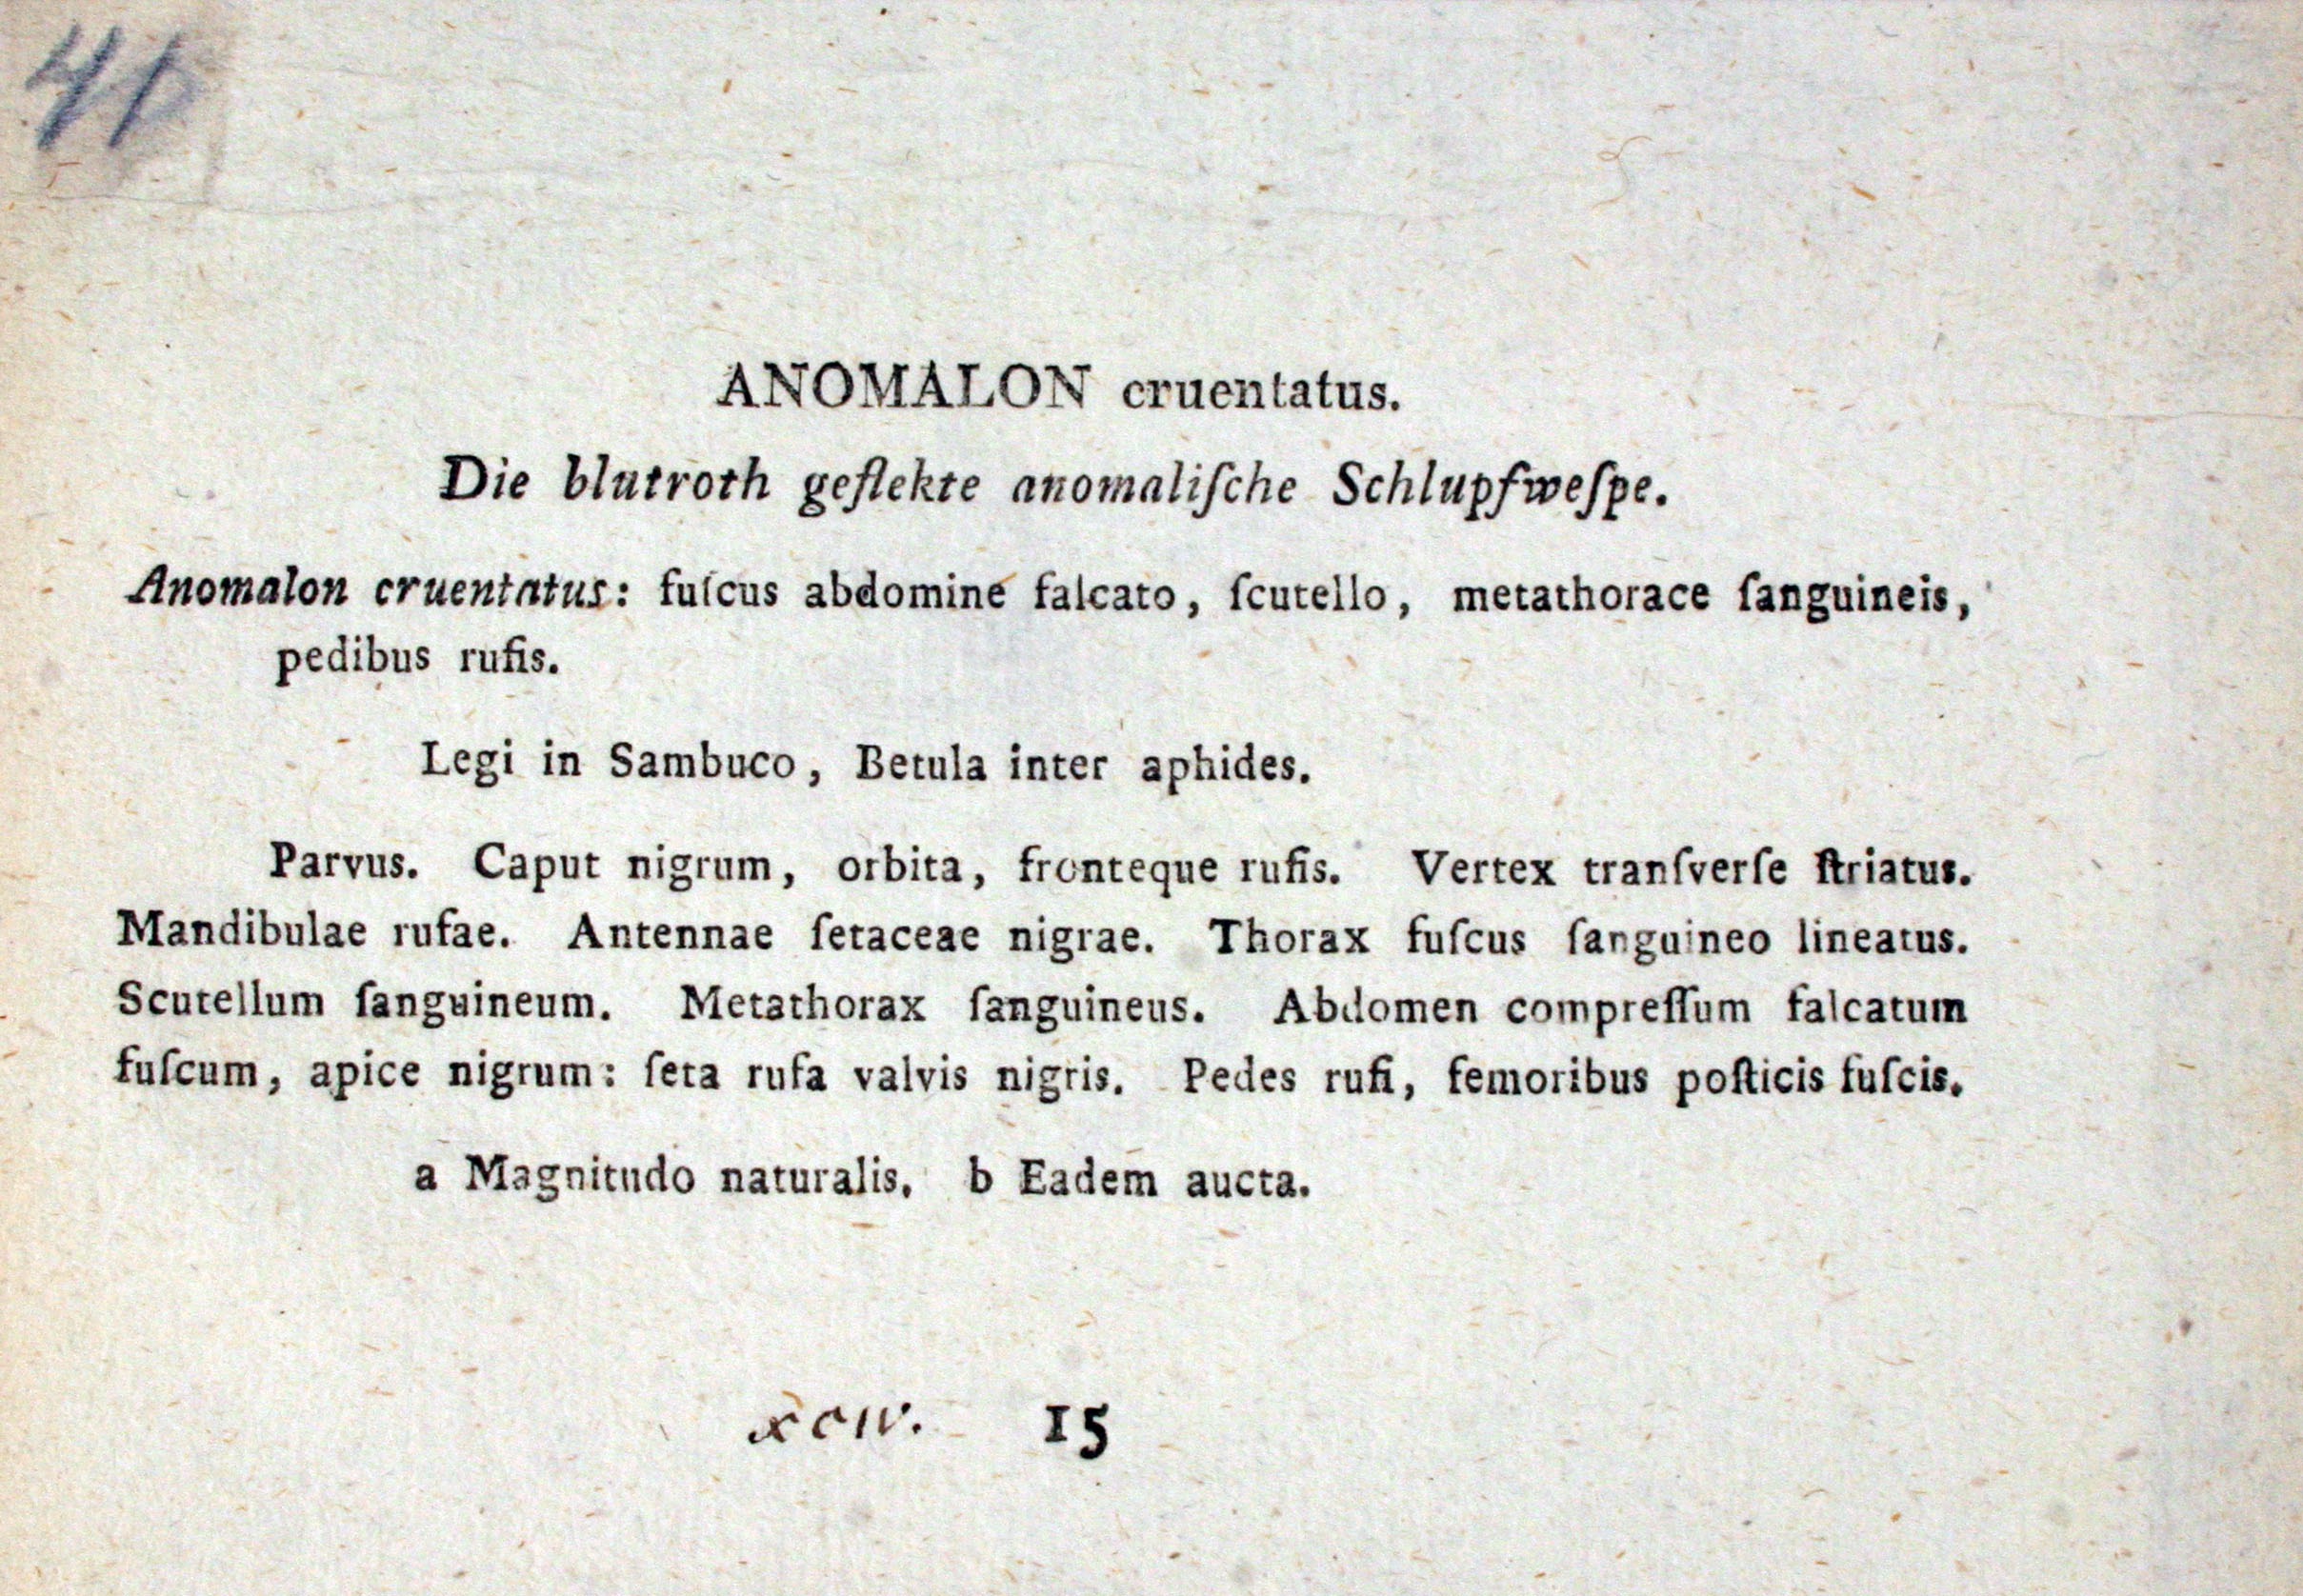 ANOMALON cruentatus.
Die blutroth geflekte anomaliſche Schlupfweſpe.
Anomalon cruentatus: fuſcus abdomine falcato, ſcutello, metathorace ſanguineis,
pedibus rufis.
Legi in Sambuco, Betula inter aphides.
Parvus. Caput nigrum, orbita, fronteque rufis. Vertex tranſverſe ſtriatus.
Mandibulae rufae. Antennae ſetaceae nigrae. Thorax fuſcus ſanguineo lineatus.
Scutellum ſanguineum. Metathorax ſanguineus. Abdomen compreſſum falcatum
fuſcum, apice nigrum: ſeta rufa valvis nigris. Pedes rufi, femoribus poſticis fuſcis.
a Magnitudo naturalis. b Eadem aucta.
xciv. 15